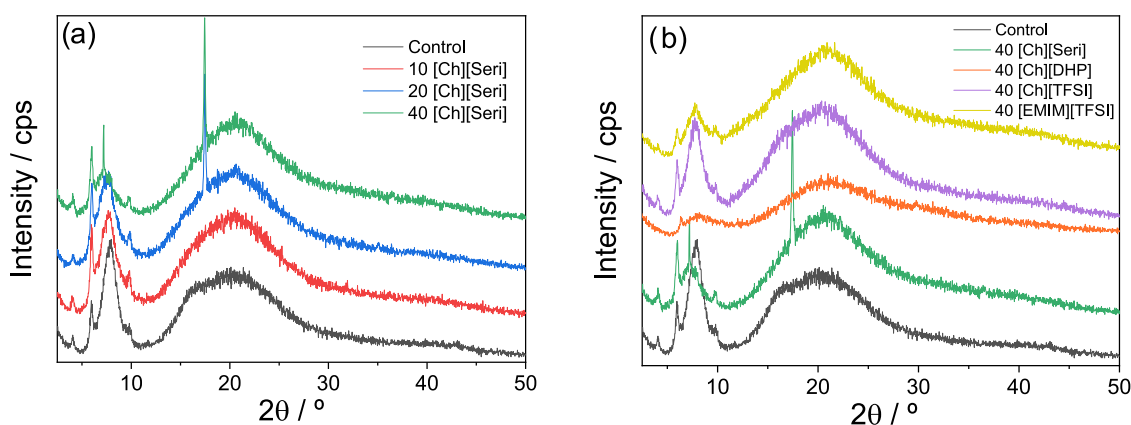 (a)
Control
10 [Ch][Seri]
20 [Ch][Seri]
40 [Ch][Seri]
Intensity / cps
10
20
30
40
50
2θ / º
(b)
Control
40 [Ch][Seri]
40 [Ch][DHP]
40 [Ch][TFSI]
40 [EMIM][TFSI]
Intensity / cps
10
20
30
40
50
2θ / º